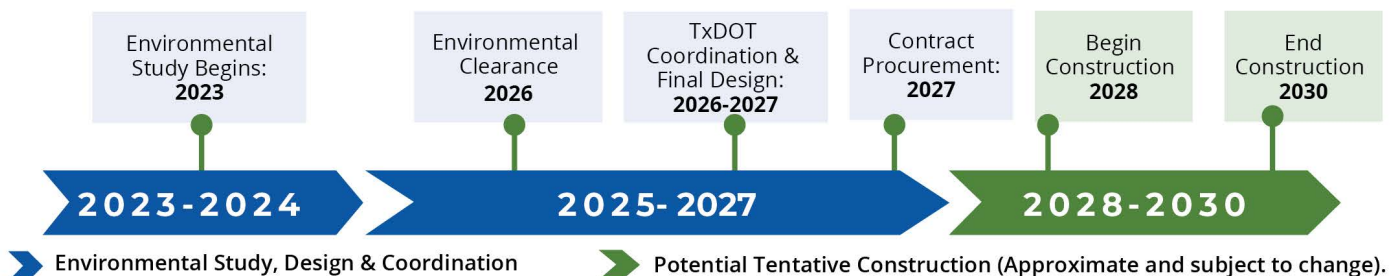 Environmental
Study Begins:
2023
Environmental
Clearance
2026
TxDOT
Coordination &
Final Design:
2026-2027
Contract
Procurement:
2027
Begin
Construction
2028
End
Construction
2030
2023-2024
2025- 2027
2028-2030
Environmental Study, Design & Coordination
Potential Tentative Construction (Approximate and subject to change).